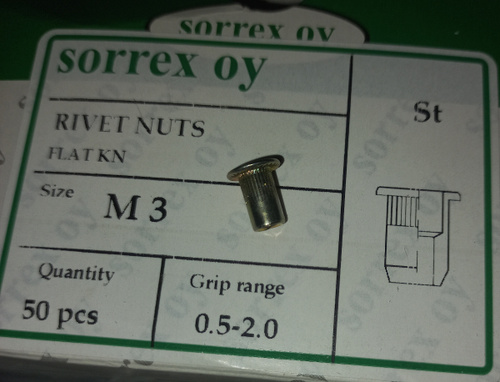 sorrex oy
sorrex oy
RIVET NUTS
FLAT KN
St
Size
M 3
Quantity
50 pcs
Grip range
0.5-2.0